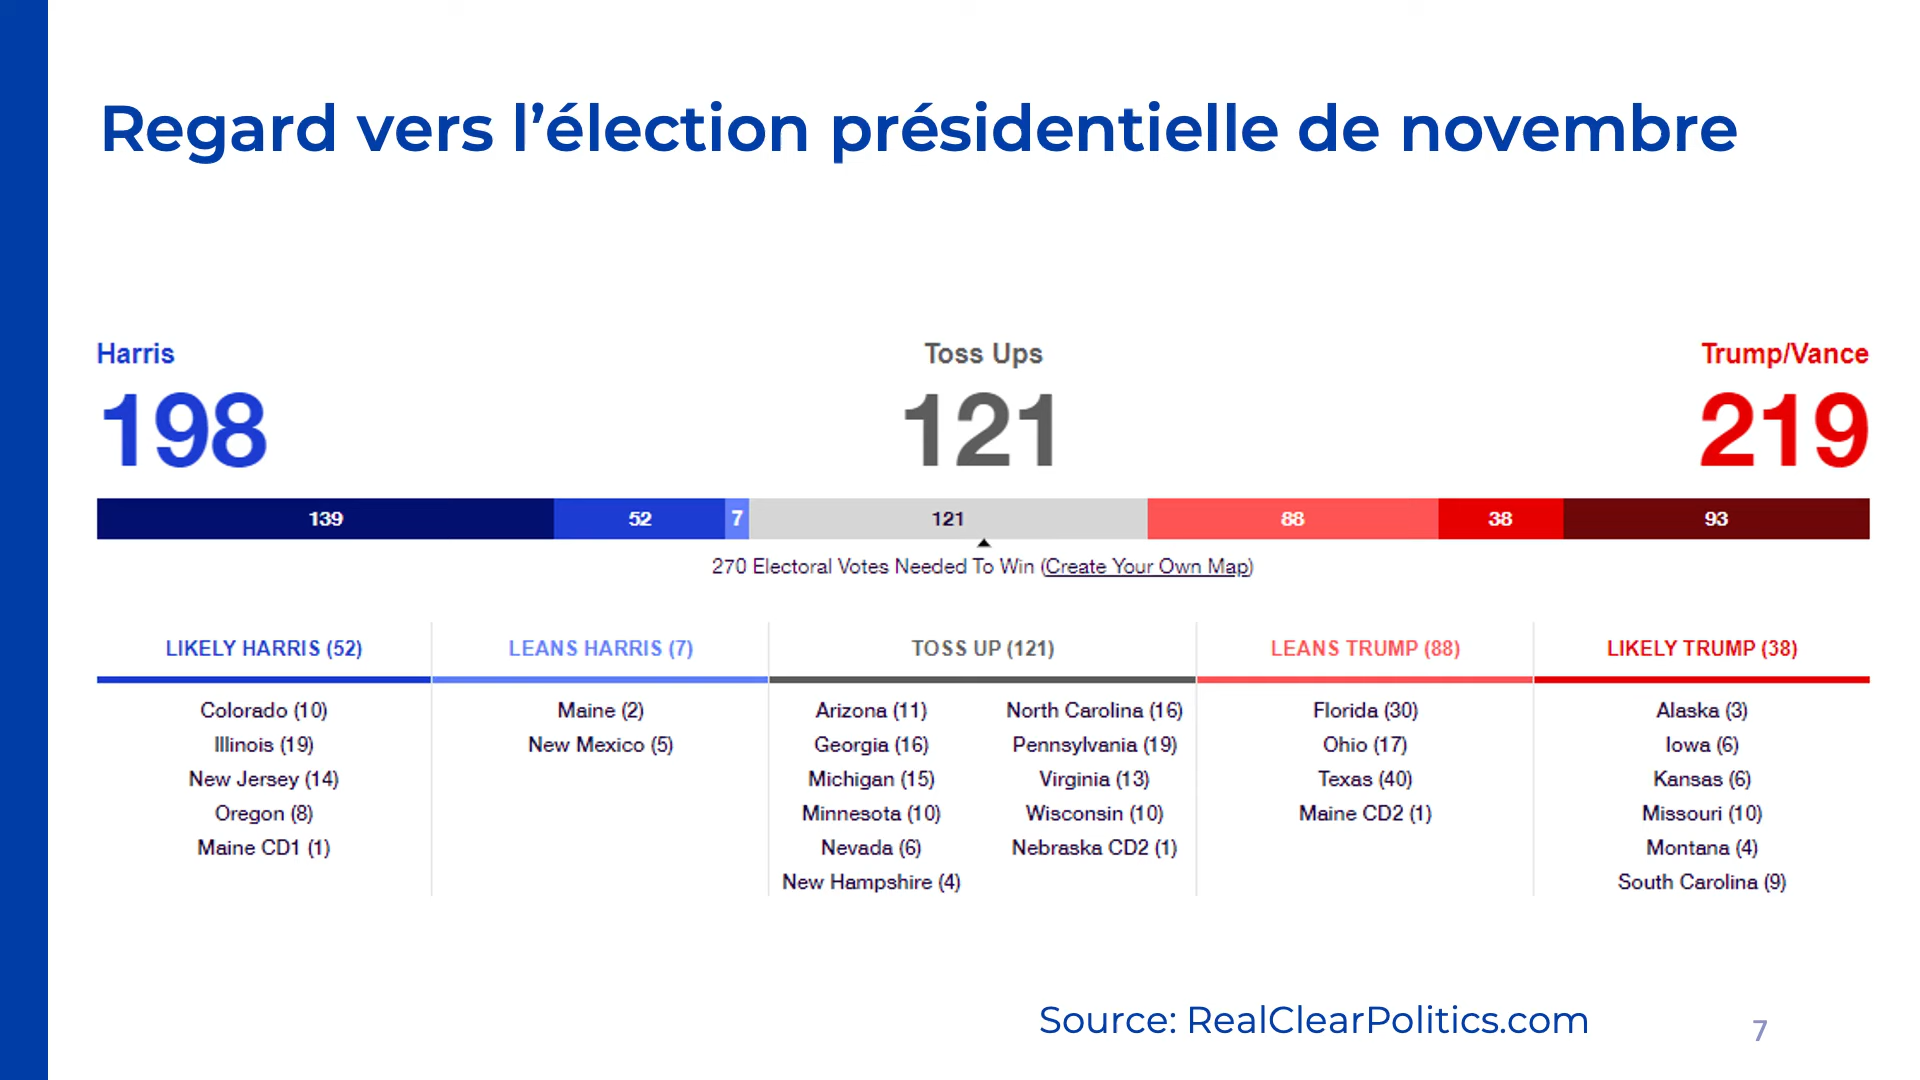 Regard vers l’élection présidentielle de novembre
Harris
Toss Ups
Trump/Vance
198
121
219
139
52
7
121
88
38
93
270 Electoral Votes Needed To Win (Create Your Own Map)
LIKELY HARRIS (52)
Colorado (10)
Illinois (19)
New Jersey (14)
Oregon (8)
Maine CD1 (1)
LEANS HARRIS (7)
Maine (2)
New Mexico (5)
TOSS UP (121)
Arizona (11)
Georgia (16)
Michigan (15)
Minnesota (10)
Nevada (6)
New Hampshire (4)
North Carolina (16)
Pennsylvania (19)
Virginia (13)
Wisconsin (10)
Nebraska CD2 (1)
LEANS TRUMP (88)
Florida (30)
Ohio (17)
Texas (40)
Maine CD2 (1)
LIKELY TRUMP (38)
Alaska (3)
Iowa (6)
Kansas (6)
Missouri (10)
Montana (4)
South Carolina (9)
Source: RealClearPolitics.com
7